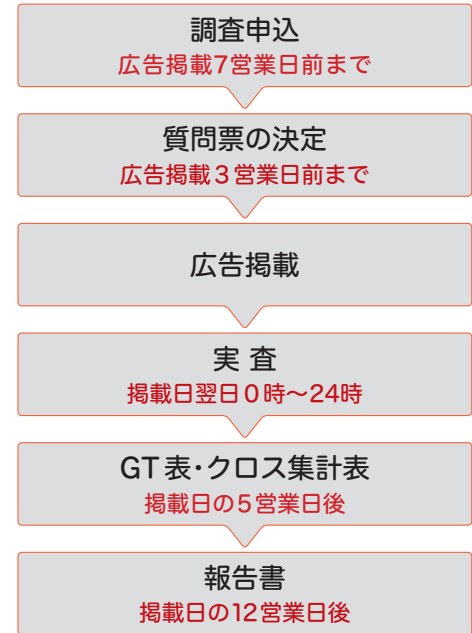 調査申込
広告掲載7営業日前まで
質問票の決定
広告掲載3営業日前まで
広告掲載
実 査
掲載日翌日0時〜24時
GT表・クロス集計表
掲載日の5営業日後
報告書
掲載日の12営業日後